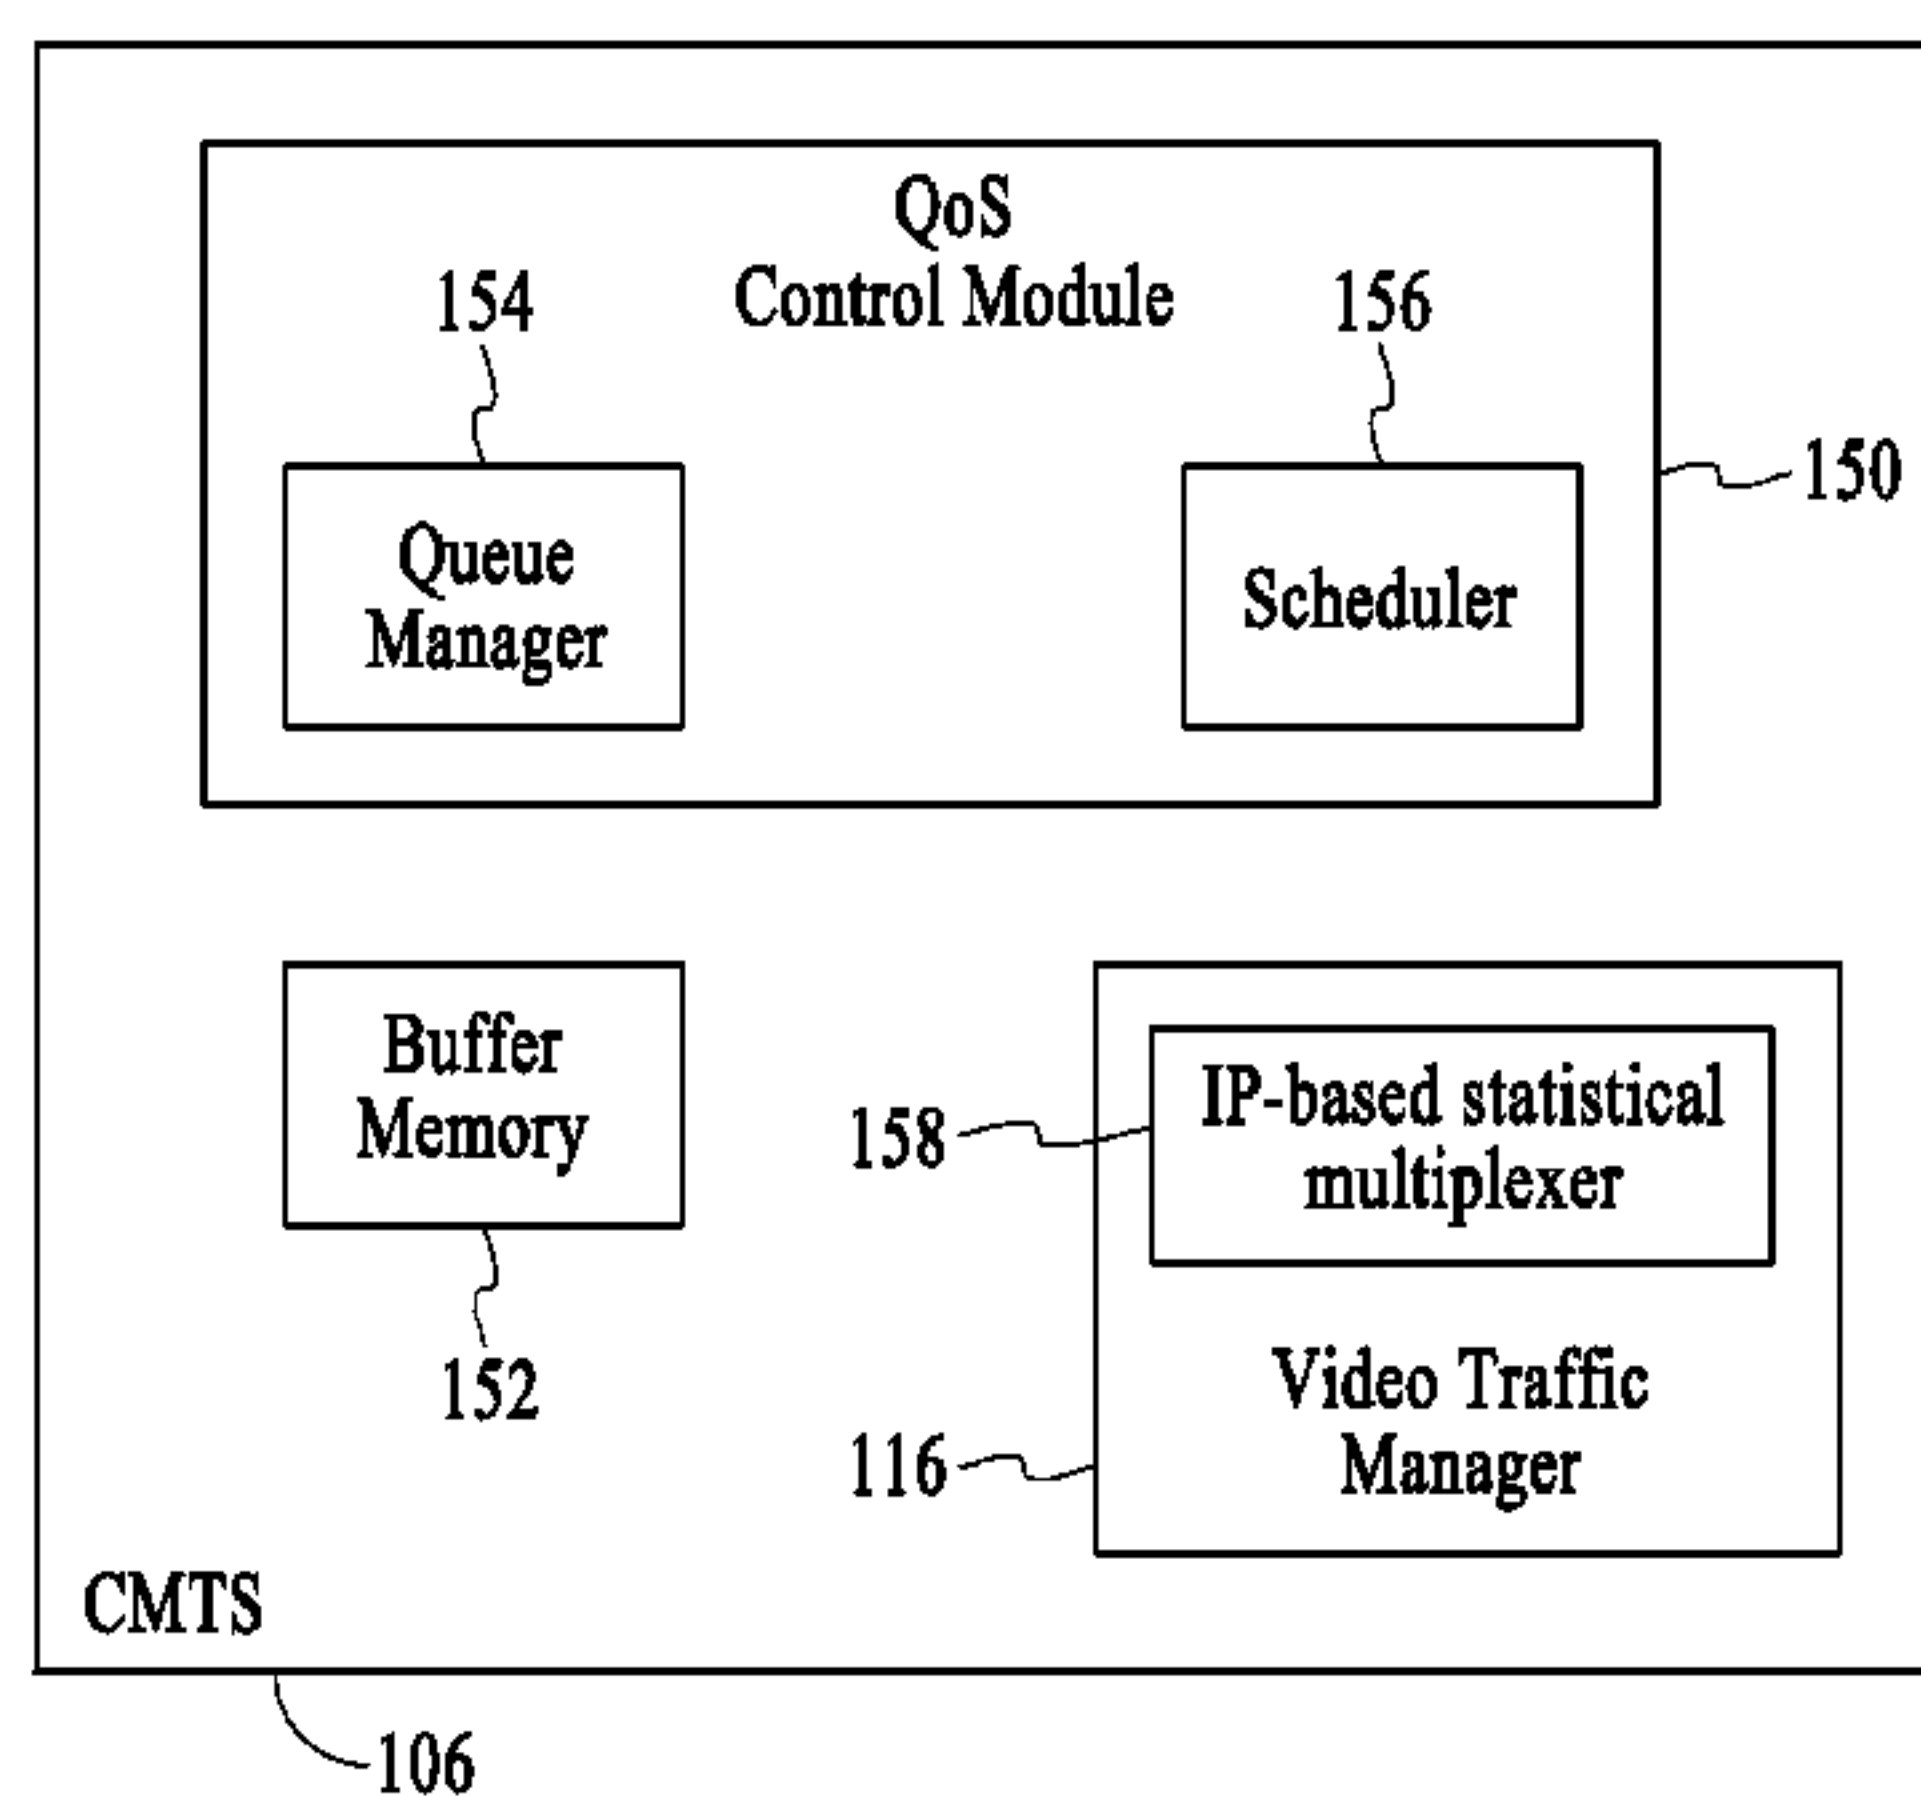 QoS
Control Module
154
156
150
Queue
Manager
Scheduler
Buffer
Memory
152
158
IP-based statistical
multiplexer
Video Traffic
Manager
116
CMTS
106